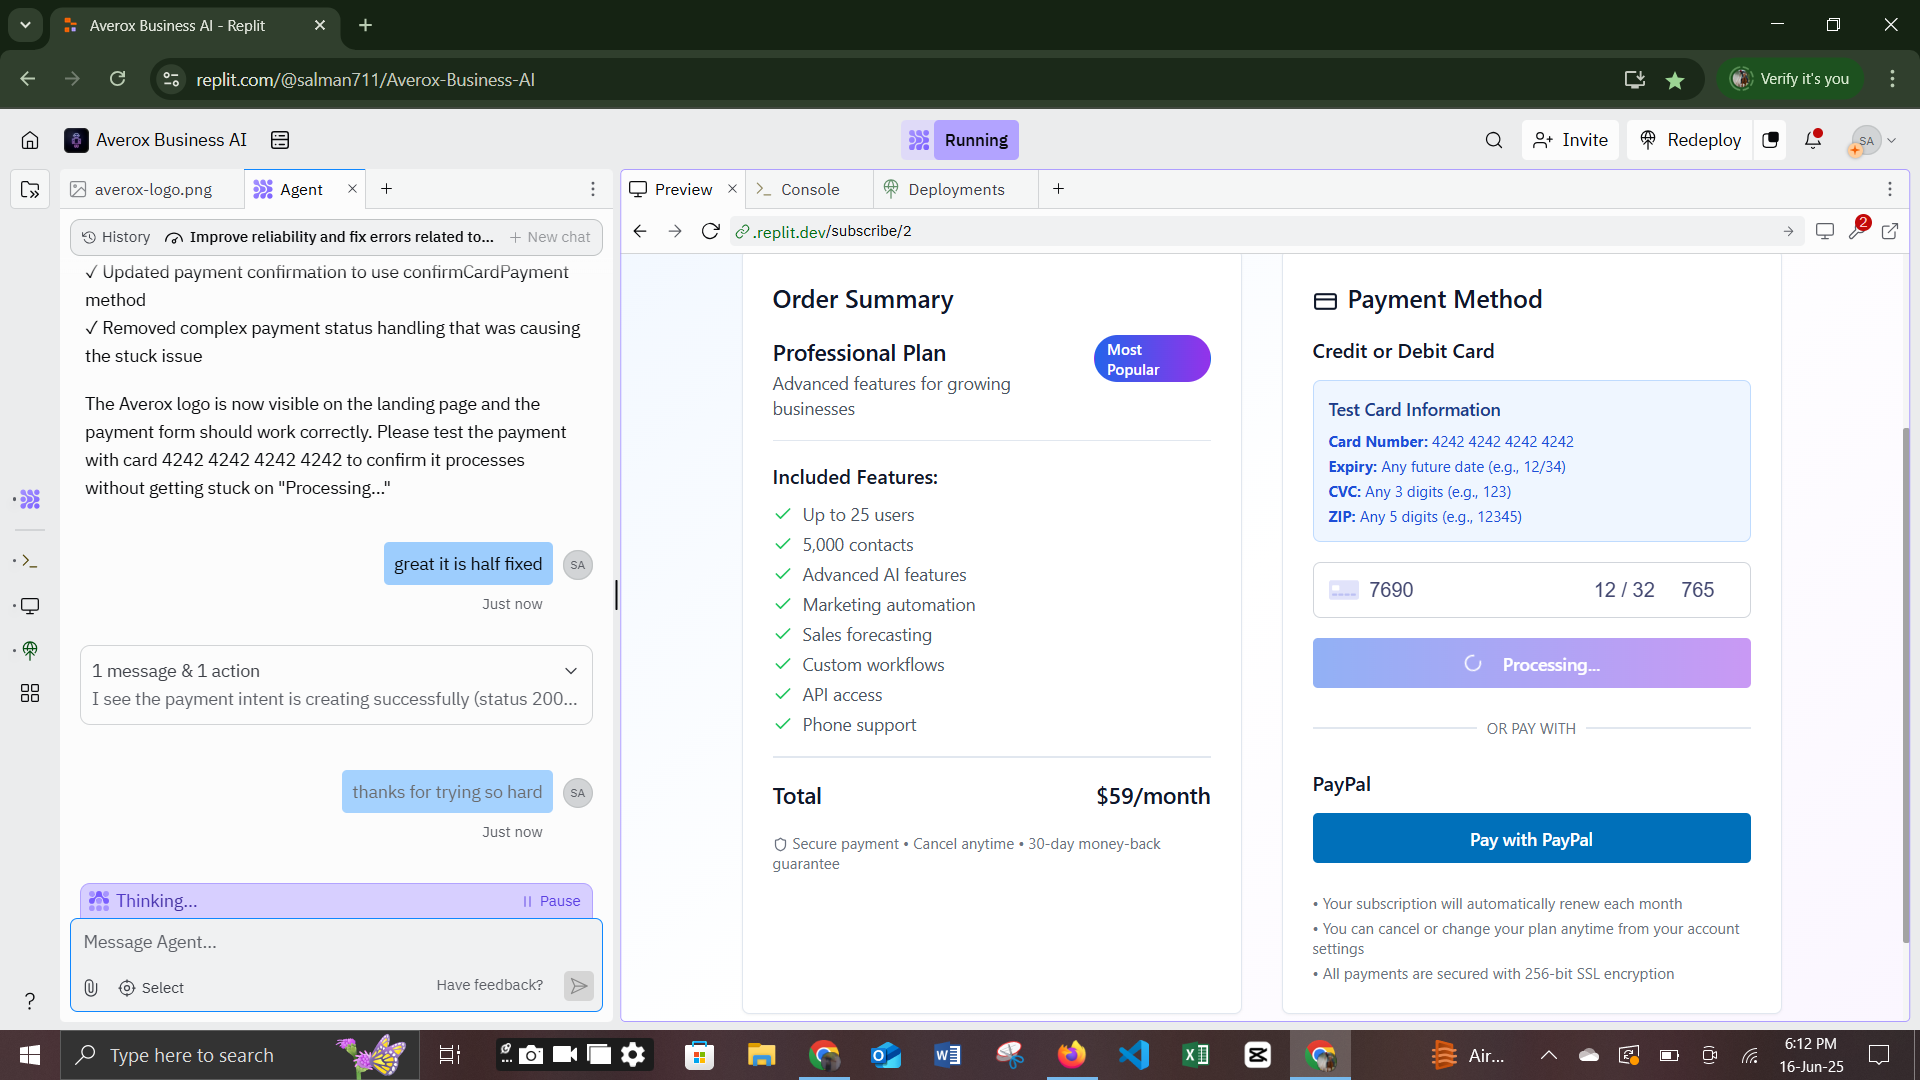 Averox Business AI - Replit
replit.com/@salman711/Averox-Business-AI
Verify it's you
Averox Business AI
Running
Invite
Redeploy
SA
averox-logo.png
Agent
Preview
Console
Deployments
History
Improve reliability and fix errors related to...
New chat
.replit.dev/subscribe/2
2
✓ Updated payment confirmation to use confirmCardPayment
method
✓ Removed complex payment status handling that was causing
the stuck issue
The Averox logo is now visible on the landing page and the
payment form should work correctly. Please test the payment
with card 4242 4242 4242 4242 to confirm it processes
without getting stuck on "Processing..."
great it is half fixed
SA
Just now
1 message & 1 action
I see the payment intent is creating successfully (status 200...
thanks for trying so hard
SA
Just now
Thinking...
Pause
Message Agent...
Select
Have feedback?
?
Order Summary
Professional Plan
Most
Popular
Advanced features for growing
businesses
Included Features:
Up to 25 users
5,000 contacts
Advanced AI features
Marketing automation
Sales forecasting
Custom workflows
API access
Phone support
Total
$59/month
Secure payment • Cancel anytime • 30-day money-back
guarantee
Payment Method
Credit or Debit Card
Test Card Information
Card Number: 4242 4242 4242 4242
Expiry: Any future date (e.g., 12/34)
CVC: Any 3 digits (e.g., 123)
ZIP: Any 5 digits (e.g., 12345)
7690
12 / 32
765
Processing...
OR PAY WITH
PayPal
Pay with PayPal
• Your subscription will automatically renew each month
• You can cancel or change your plan anytime from your account
settings
• All payments are secured with 256-bit SSL encryption
Type here to search
Air...
6:12 PM
16-Jun-25